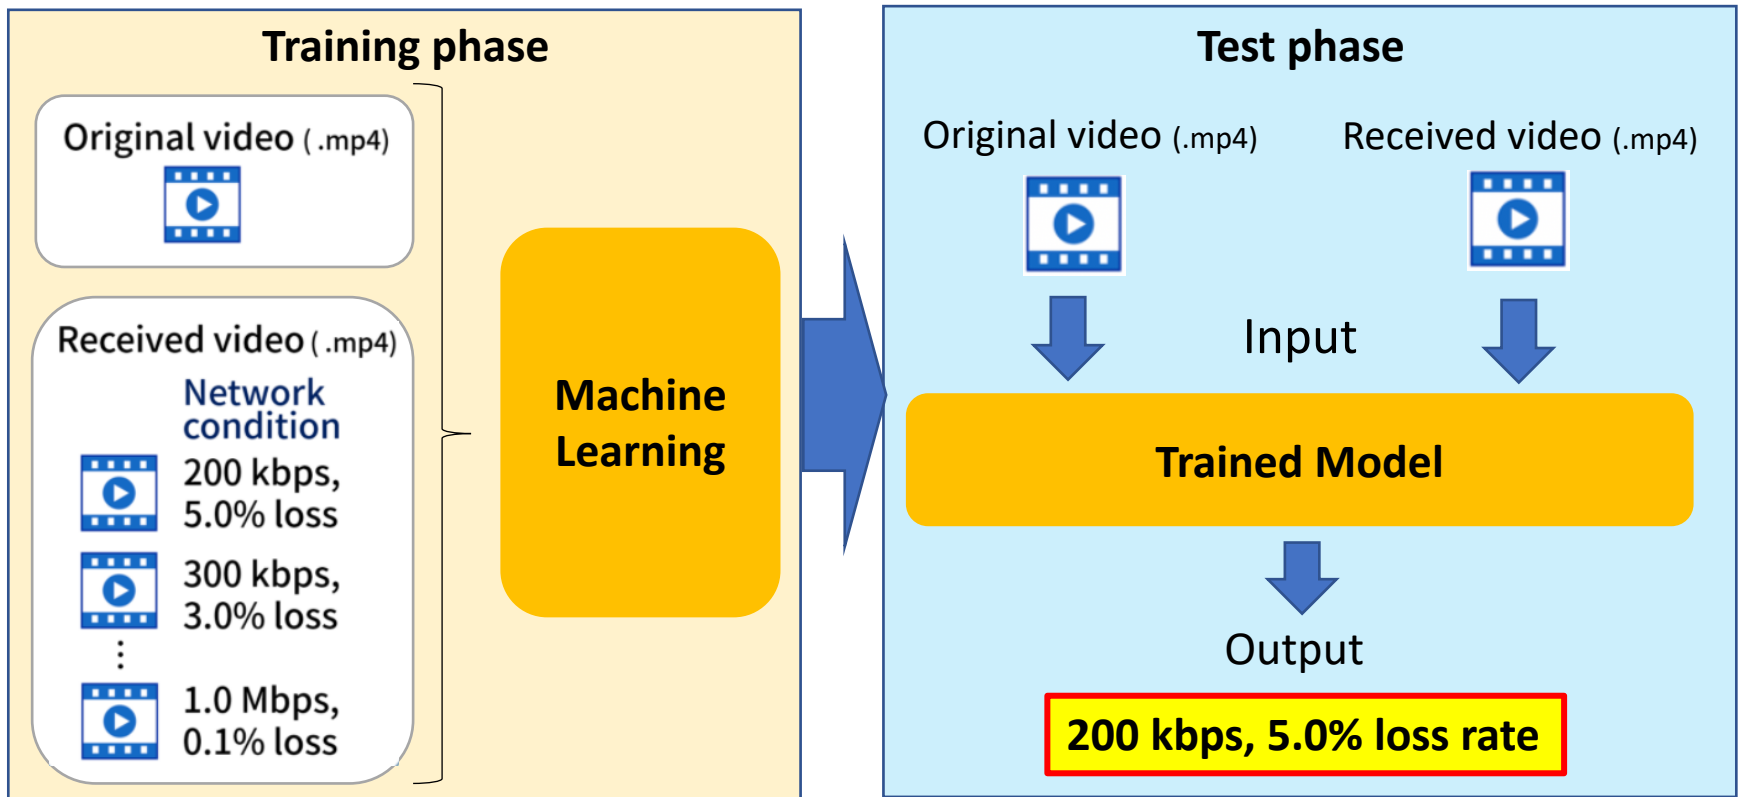 Training phase
Original video ( .mp4)
Received video ( .mp4)
Network
condition
200 kbps,
5.0% loss
300 kbps,
3.0% loss
⋮
1.0 Mbps,
0.1% loss
Machine
Learning
Test phase
Original video (.mp4)
Received video (.mp4)
Input
Trained Model
Output
200 kbps, 5.0% loss rate